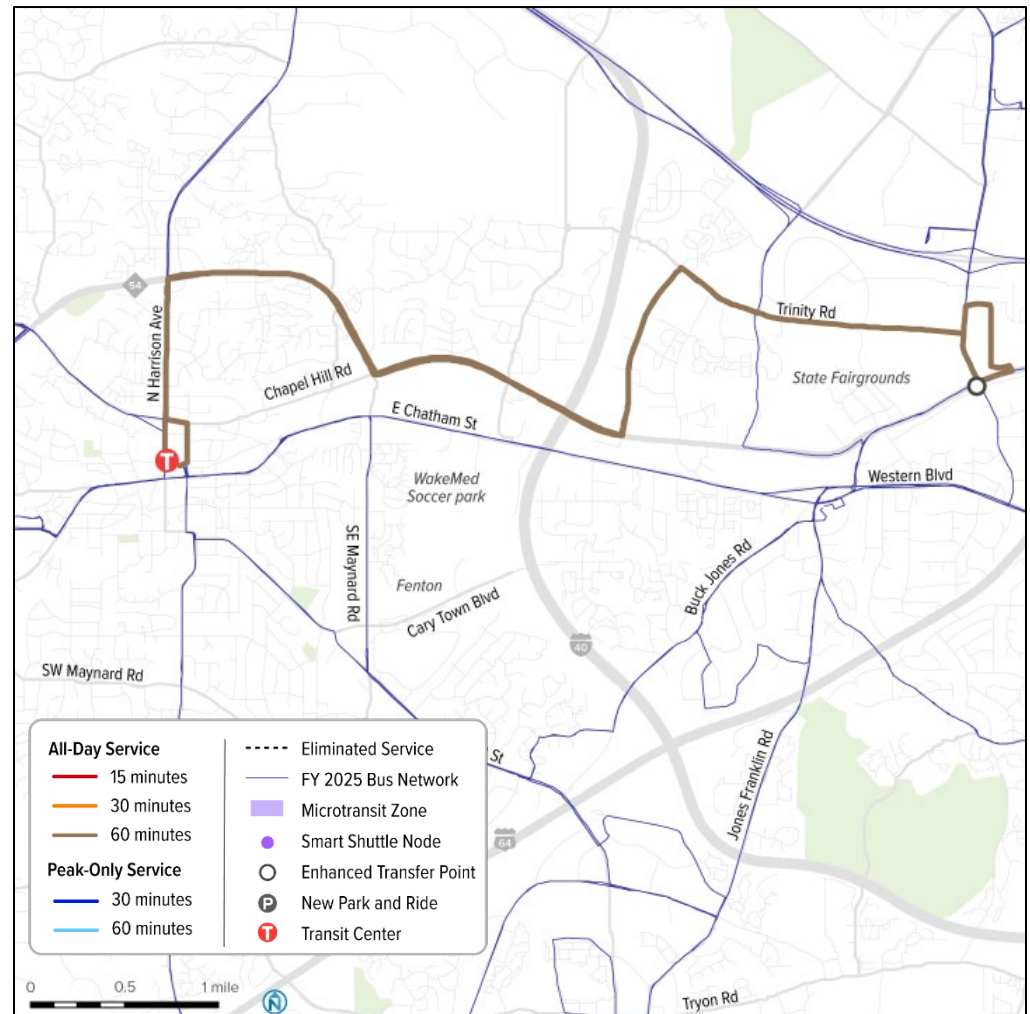 54
N Harrison Ave
Trinity Rd
Chapel Hill Rd
State Fairgrounds
E Chatham St
T
WakeMed
Soccer park
Western Blvd
SE Maynard Rd
Buck Jones Rd
Fenton
Cary Town Blvd
40
SW Maynard Rd
St
Jones Franklin Rd
64
All-Day Service
15 minutes
30 minutes
60 minutes
Peak-Only Service
30 minutes
60 minutes
Eliminated Service
FY 2025 Bus Network
Microtransit Zone
Smart Shuttle Node
Enhanced Transfer Point
P New Park and Ride
T Transit Center
0 0.5 1 mile
N
Tryon Rd